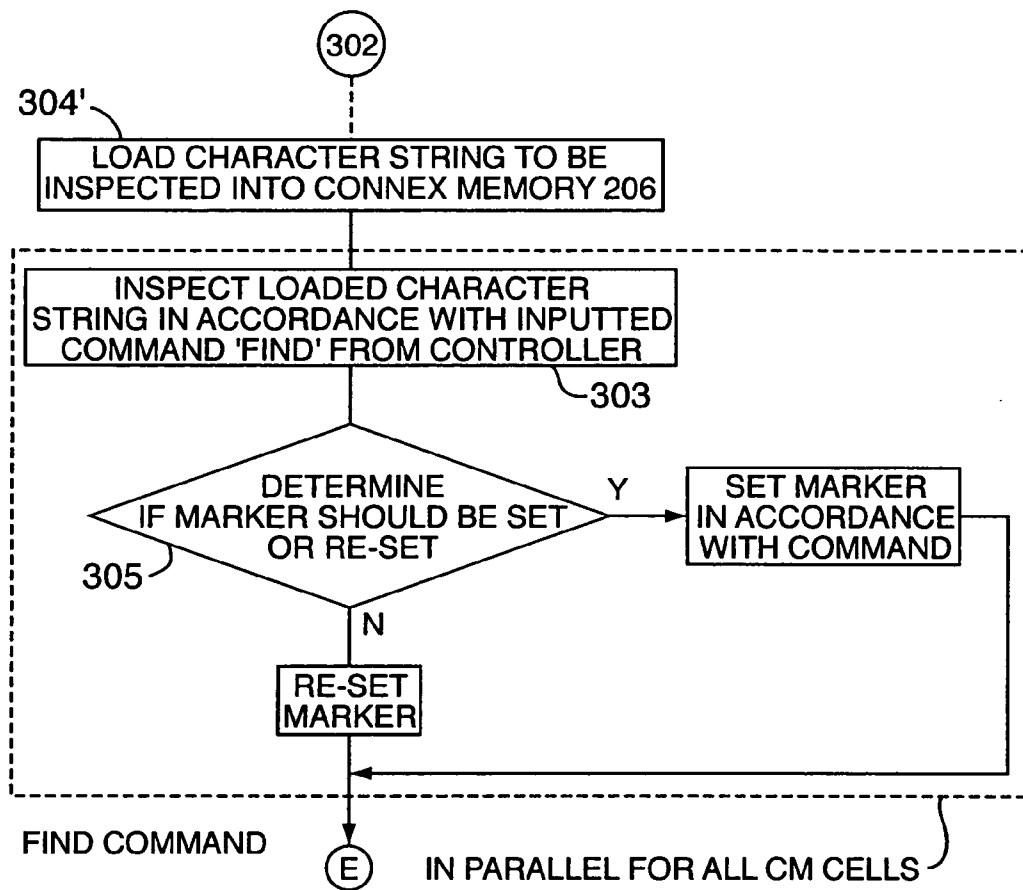 302
304'
LOAD CHARACTER STRING TO BE
INSPECTED INTO CONNEX MEMORY 206
INSPECT LOADED CHARACTER
STRING IN ACCORDANCE WITH INPUTTED
COMMAND 'FIND' FROM CONTROLLER
303
DETERMINE
IF MARKER SHOULD BE SET
OR RE-SET
305
Y
SET MARKER
IN ACCORDANCE
WITH COMMAND
N
RE-SET
MARKER
FIND COMMAND
E
IN PARALLEL FOR ALL CM CELLS